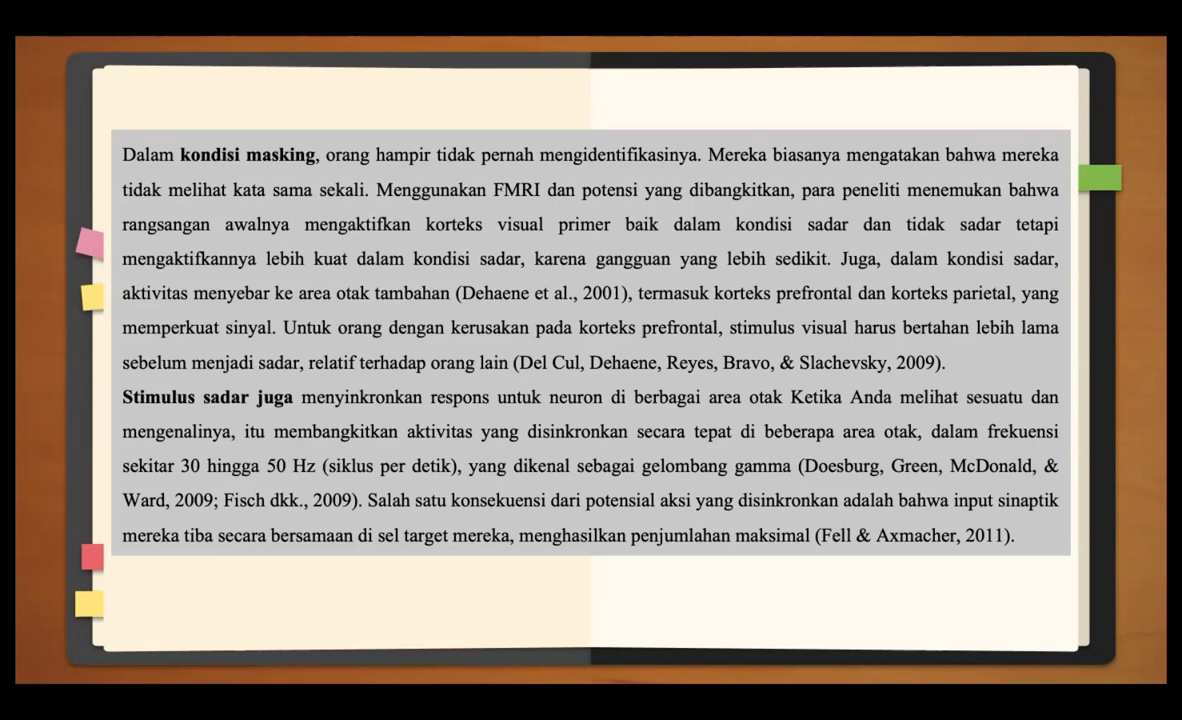 Dalam kondisi masking, orang hampir tidak pernah mengidentifikasinya. Mereka biasanya mengatakan bahwa mereka
tidak melihat kata sama sekali. Menggunakan FMRI dan potensi yang dibangkitkan, para peneliti menemukan bahwa
rangsangan awalnya mengaktifkan korteks visual primer baik dalam kondisi sadar dan tidak sadar tetapi
mengaktifkannya lebih kuat dalam kondisi sadar, karena gangguan yang lebih sedikit. Juga, dalam kondisi sadar,
aktivitas menyebar ke area otak tambahan (Dehaene et al., 2001), termasuk korteks prefrontal dan korteks parietal, yang
memperkuat sinyal. Untuk orang dengan kerusakan pada korteks prefrontal, stimulus visual harus bertahan lebih lama
sebelum menjadi sadar, relatif terhadap orang lain (Del Cul, Dehaene, Reyes, Bravo, & Slachevsky, 2009).
Stimulus sadar juga menyinkronkan respons untuk neuron di berbagai area otak Ketika Anda melihat sesuatu dan
mengenalinya, itu membangkitkan aktivitas yang disinkronkan secara tepat di beberapa area otak, dalam frekuensi
sekitar 30 hingga 50 Hz (siklus per detik), yang dikenal sebagai gelombang gamma (Doesburg, Green, McDonald, &
Ward, 2009; Fisch dkk., 2009). Salah satu konsekuensi dari potensial aksi yang disinkronkan adalah bahwa input sinaptik
mereka tiba secara bersamaan di sel target mereka, menghasilkan penjumlahan maksimal (Fell & Axmacher, 2011).